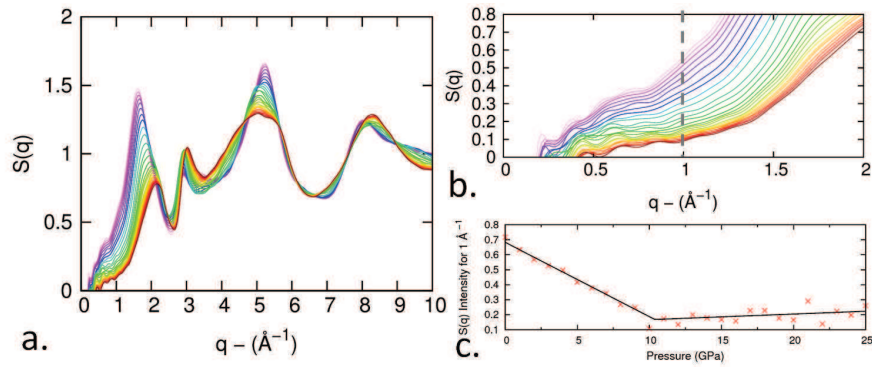 2
1.5
1
0.5
0
S(q)
0 1 2 3 4 5 6 7 8 9 10
q – (Å⁻¹)
a.
0.8
0.7
0.6
0.5
0.4
0.3
0.2
0.1
0
S(q)
0 0.5 1 1.5 2
q – (Å⁻¹)
b.
0.8
0.7
0.6
0.5
0.4
0.3
0.2
0.1
S(q) Intensity for 1 Å⁻¹
0 5 10 15 20 25
Pressure (GPa)
c.